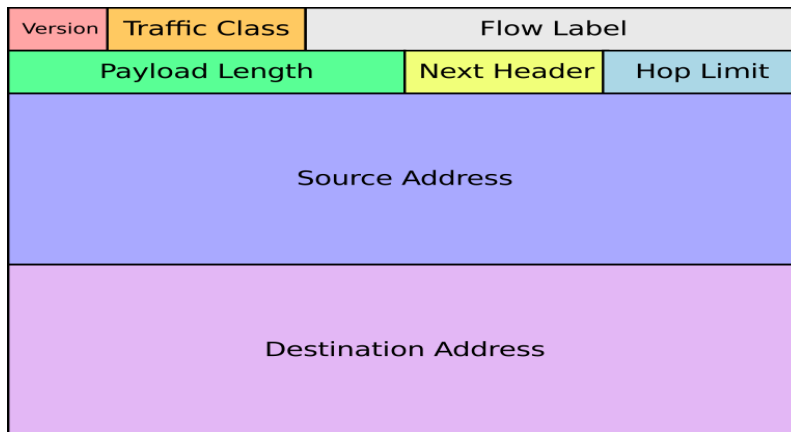 Version Traffic Class Flow Label
Payload Length Next Header Hop Limit
Source Address
Destination Address